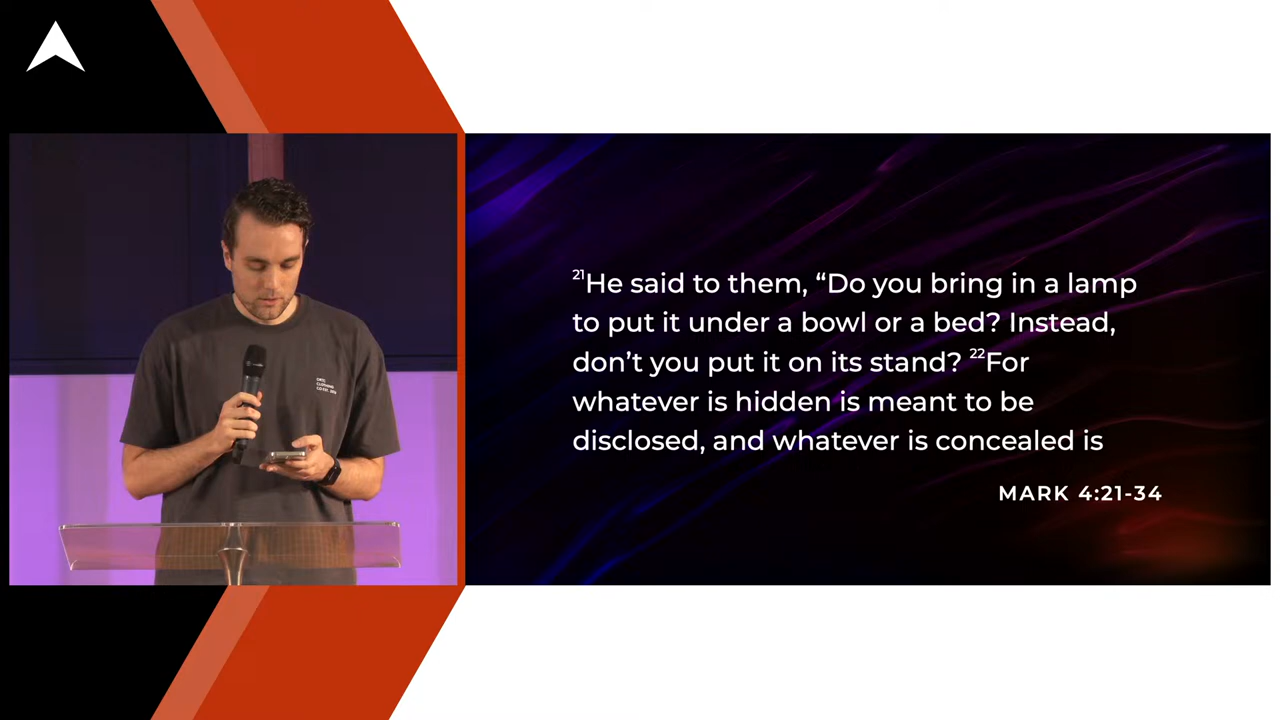 ²¹He said to them, “Do you bring in a lamp
to put it under a bowl or a bed? Instead,
don’t you put it on its stand? ²²For
whatever is hidden is meant to be
disclosed, and whatever is concealed is
MARK 4:21-34